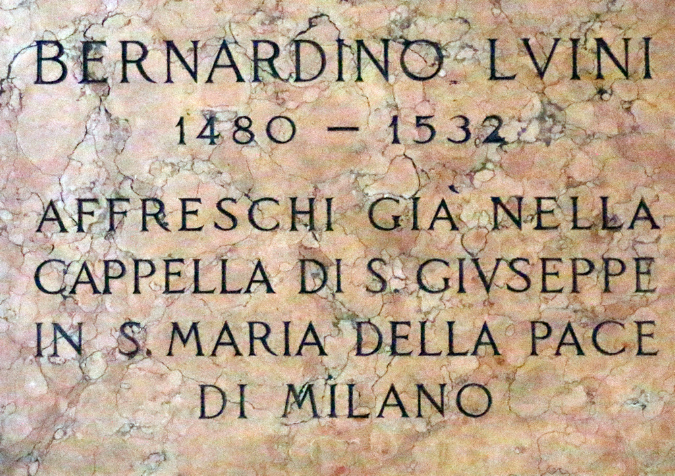 BERNARDINO LVINI
1480 – 1532
AFFRESCHI GIÀ NELLA
CAPPELLA DI S. GIVSEPPE
IN S. MARIA DELLA PACE
DI MILANO